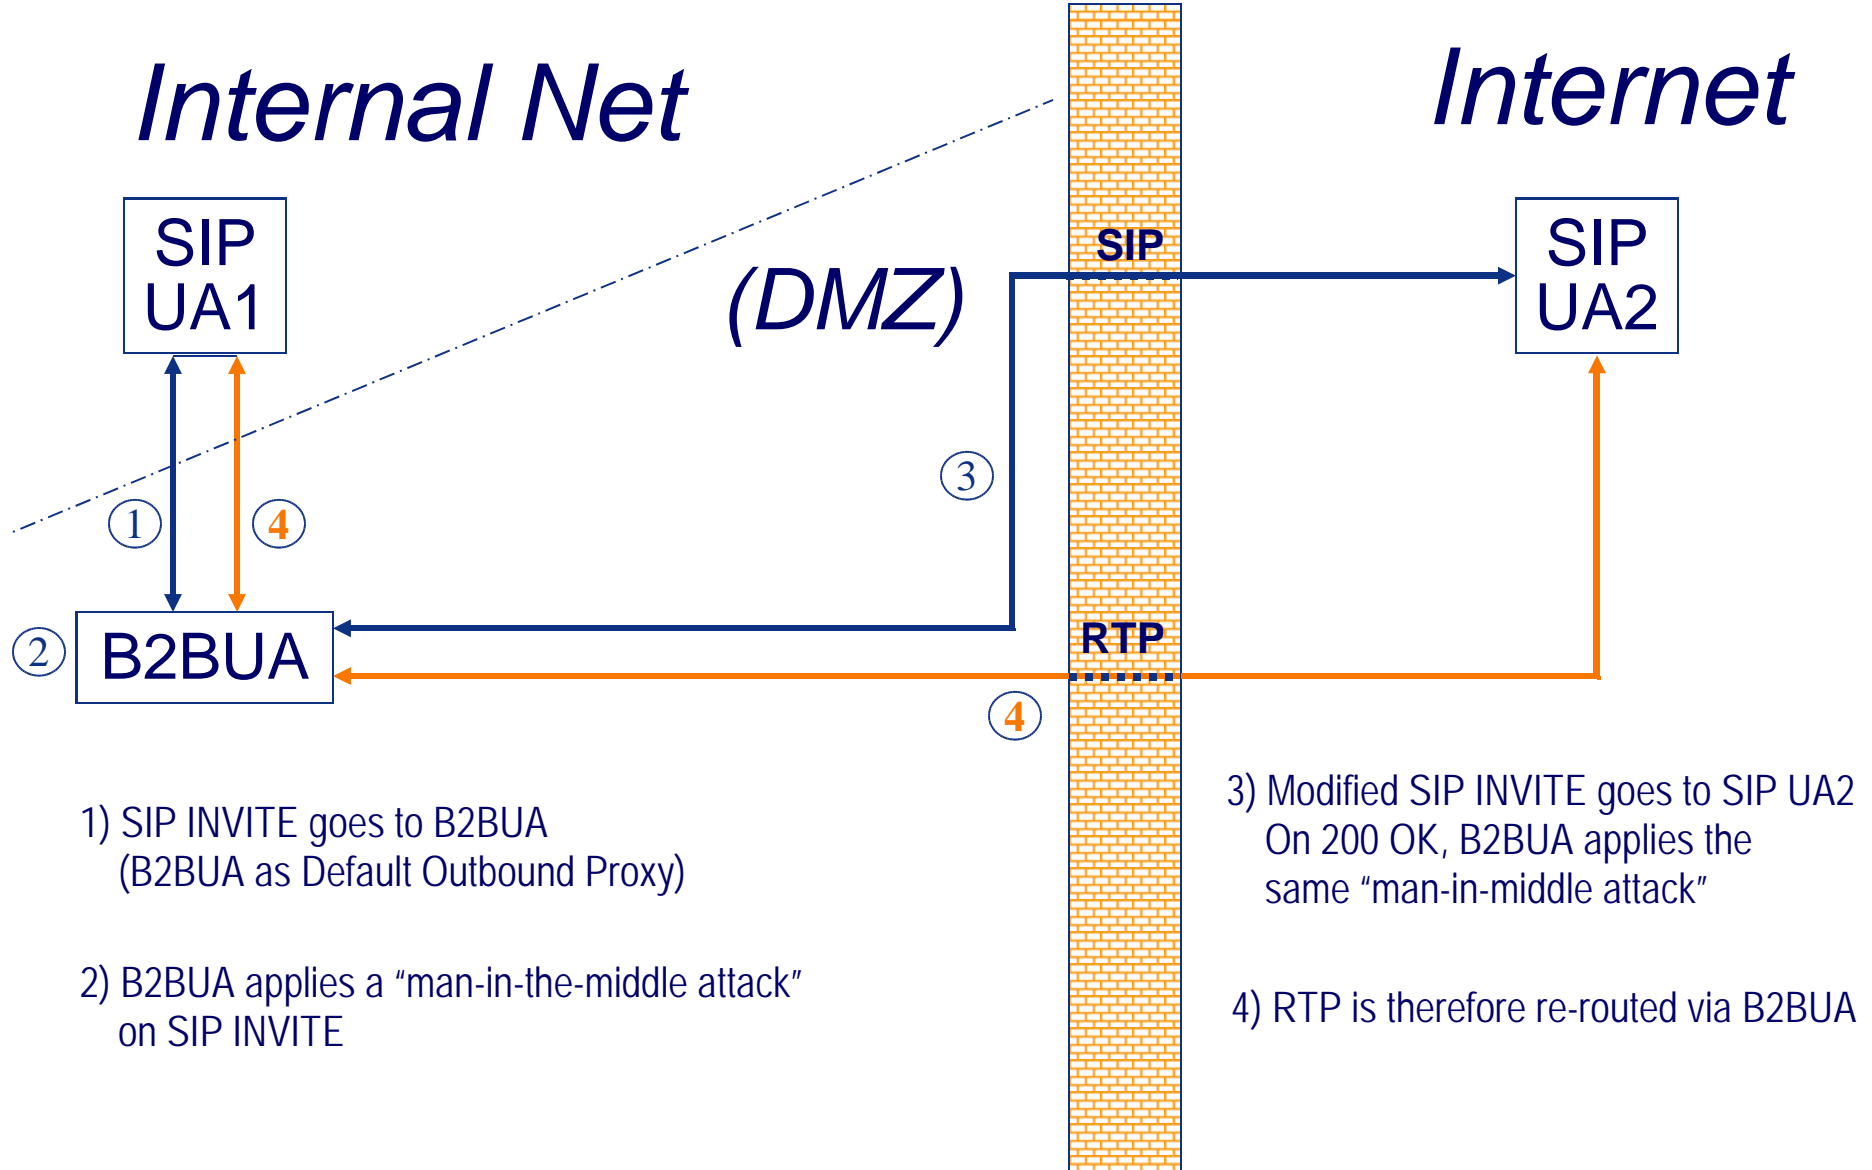 Internal Net
Internet
SIP
UA1
(DMZ)
SIP
SIP
UA2
3
1
4
2
B2BUA
RTP
4
1) SIP INVITE goes to B2BUA
(B2BUA as Default Outbound Proxy)
2) B2BUA applies a “man-in-the-middle attack”
on SIP INVITE
3) Modified SIP INVITE goes to SIP UA2
On 200 OK, B2BUA applies the
same “man-in-middle attack”
4) RTP is therefore re-routed via B2BUA